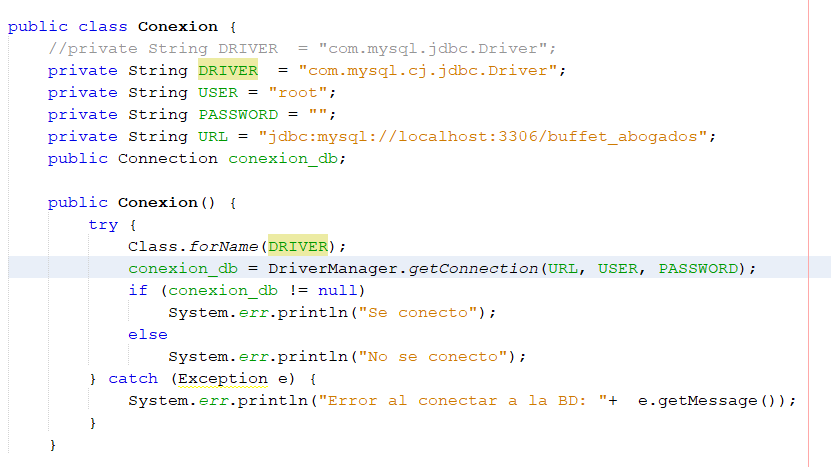 public class Conexion {
    //private String DRIVER  = "com.mysql.jdbc.Driver";
    private String DRIVER  = "com.mysql.cj.jdbc.Driver";
    private String USER = "root";
    private String PASSWORD = "";
    private String URL = "jdbc:mysql://localhost:3306/buffet_abogados";
    public Connection conexion_db;

    public Conexion() {
        try {
            Class.forName(DRIVER);
            conexion_db = DriverManager.getConnection(URL, USER, PASSWORD);
            if (conexion_db != null)
                System.err.println("Se conecto");
            else
                System.err.println("No se conecto");
        } catch (Exception e) {
            System.err.println("Error al conectar a la BD: "+  e.getMessage());
        }
    }